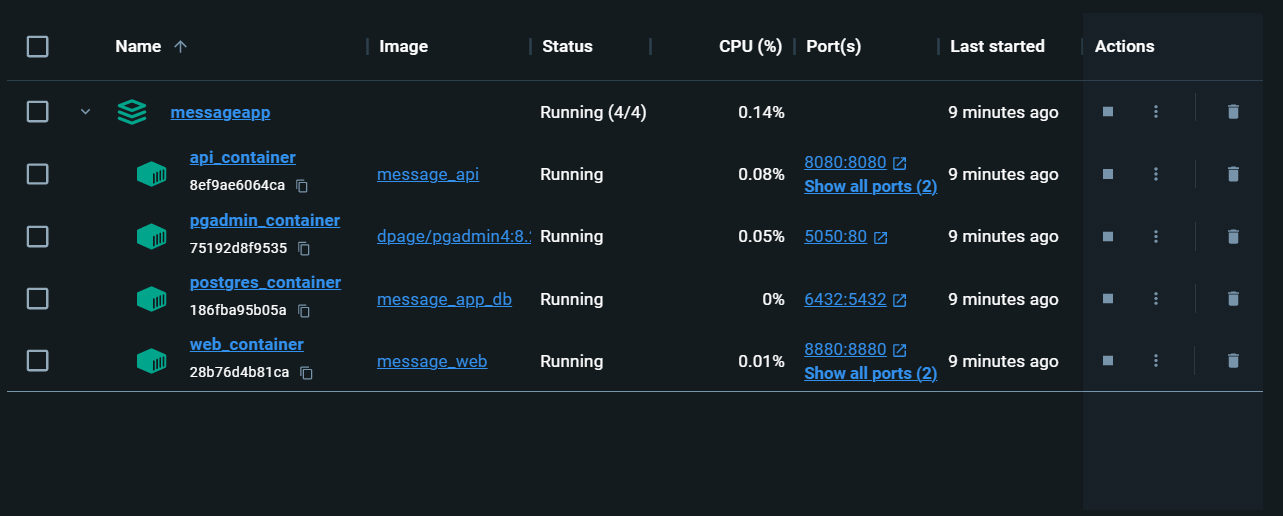 Name Image Status CPU (%) Port(s) Last started Actions
messageapp Running (4/4) 0.14% 9 minutes ago
api_container 8080:8080
8ef9ae6064ca message_api Running 0.08% Show all ports (2) 9 minutes ago
pgadmin_container
75192d8f9535 dpage/pgadmin4:8. Running 0.05% 5050:80 9 minutes ago
postgres_container
186fba95b05a message_app_db Running 0% 6432:5432 9 minutes ago
web_container 8880:8880
28b76d4b81ca message_web Running 0.01% Show all ports (2) 9 minutes ago